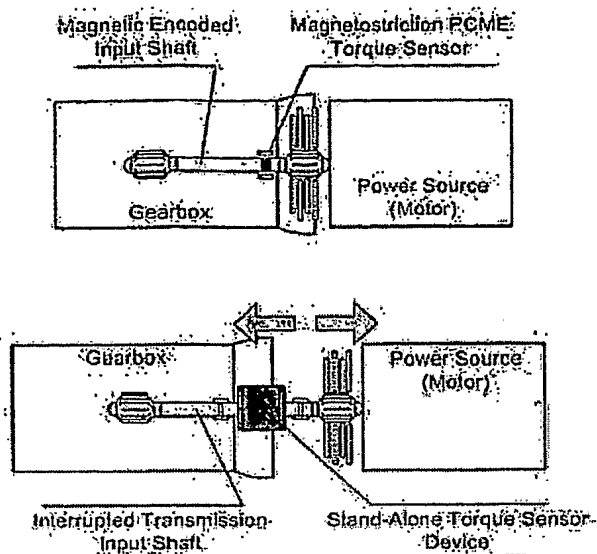 Magnetic Encoded
Input Shaft
Magnetostriction PCME
Torque Sensor
Gearbox
Power Source
(Motor)
Gearbox
Power Source
(Motor)
Interrupted Transmission
Input Shaft
Stand-Alone Torque Sensor
Device